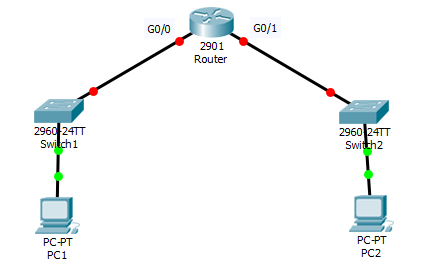 G0/0
G0/1
2901
Router
2960-24TT
Switch1
2960-24TT
Switch2
PC-PT
PC1
PC-PT
PC2